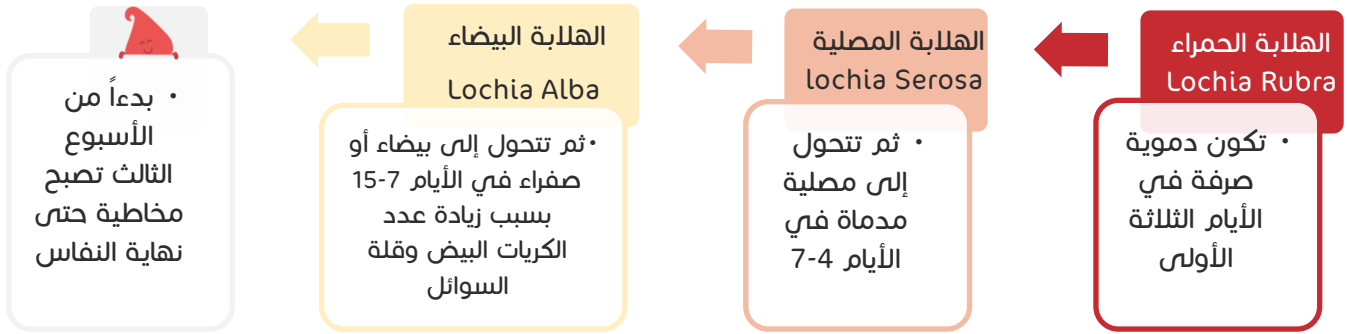 الهلابة الحمراء
Lochia Rubra
• تكون دموية
صرفة في
الأيام الثلاثة
الأولى
الهلابة المصلية
lochia Serosa
• ثم تتحول
إلى مصلية
مدماة في
الأيام 4-7
الهلابة البيضاء
Lochia Alba
• ثم تتحول إلى بيضاء أو
صفراء في الأيام 7-15
بسبب زيادة عدد
الكريات البيض وقلة
السوائل
• بدءاً من
الأسبوع
الثالث تصبح
مخاطية حتى
نهاية النفاس